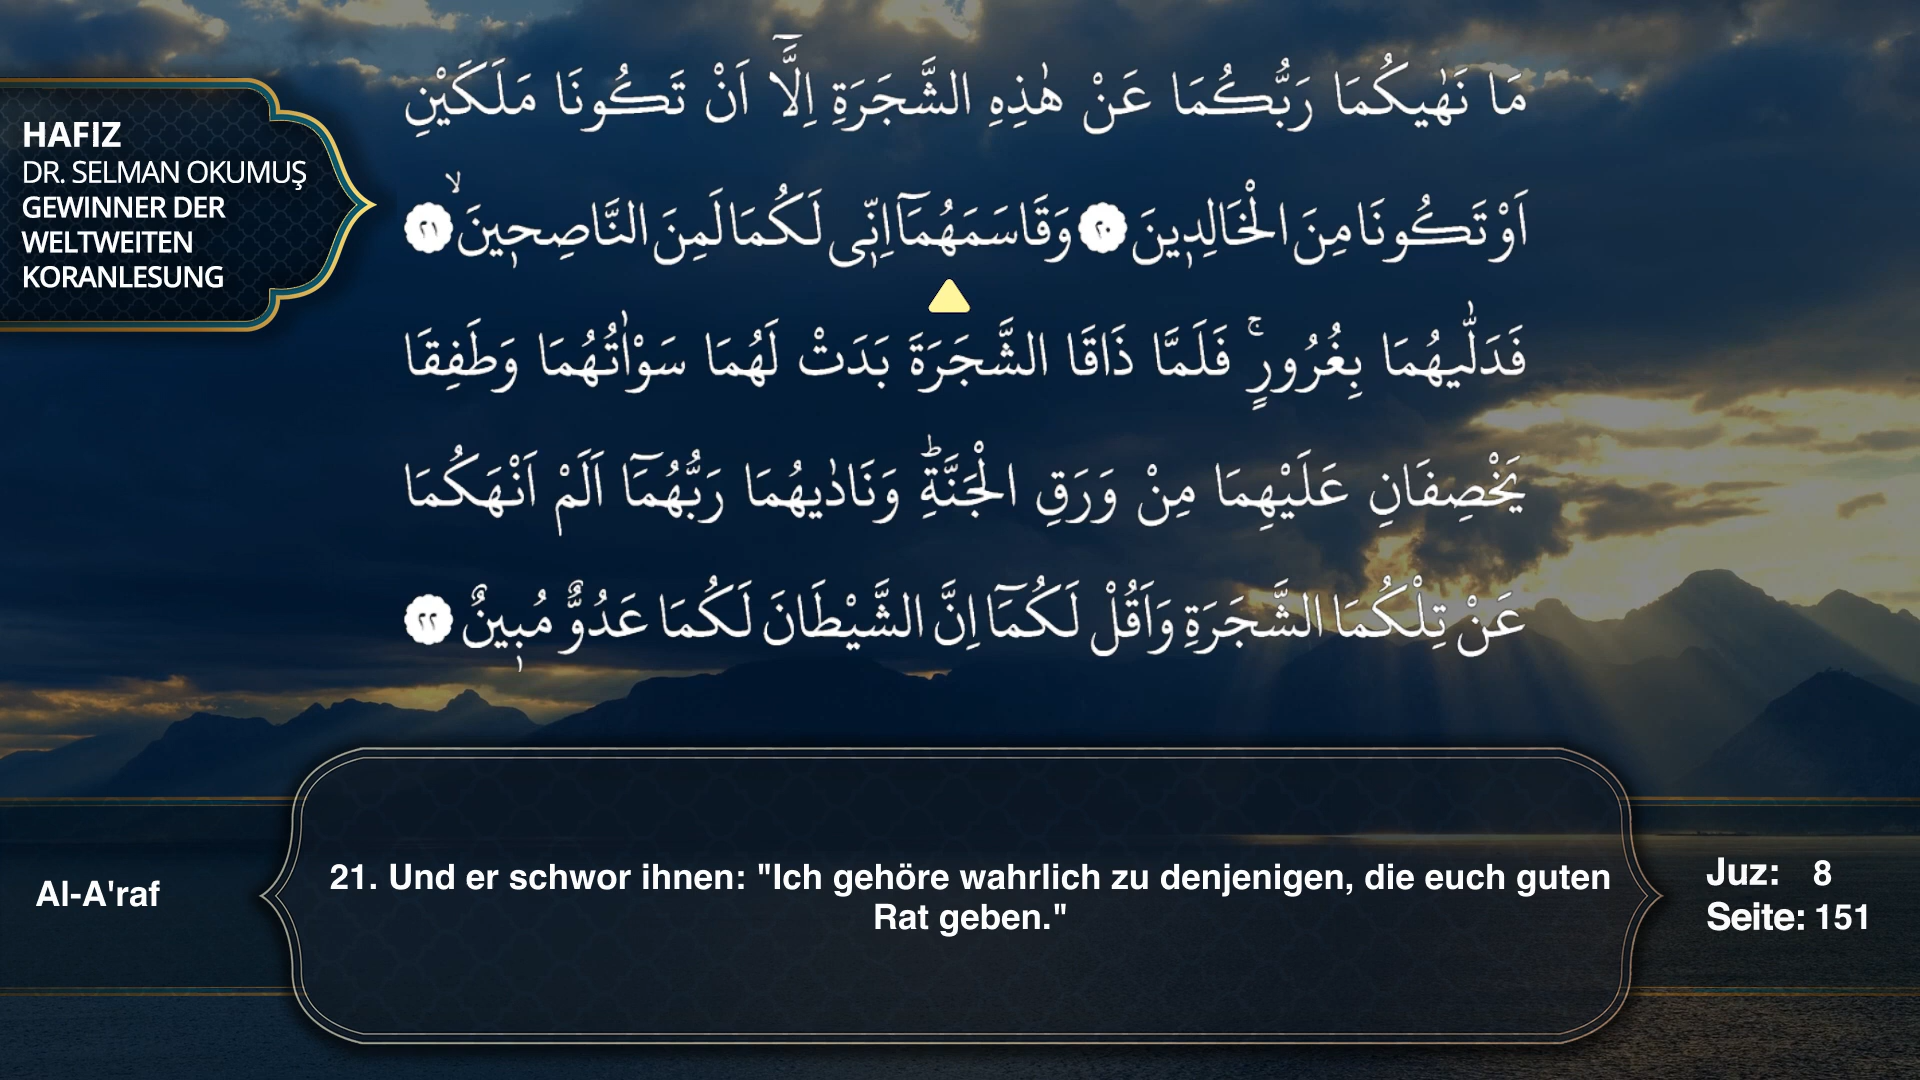 HAFIZ
DR. SELMAN OKUMUŞ
GEWINNER DER
WELTWEITEN
KORANLESUNG
مَا نَهٰيكُمَا رَبُّكُمَا عَنْ هٰذِهِ الشَّجَرَةِ اِلَّٓا اَنْ تَكُونَا مَلَكَيْنِ
اَوْ تَكُونَا مِنَ الْخَالِدٖينَ ٢٠ وَقَاسَمَهُمَٓا اِنّٖى لَكُمَا لَمِنَ النَّاصِحٖينَۙ ٢١
فَدَلّٰيهُمَا بِغُرُورٍۚ فَلَمَّا ذَاقَا الشَّجَرَةَ بَدَتْ لَهُمَا سَوْاٰتُهُمَا وَطَفِقَا
يَخْصِفَانِ عَلَيْهِمَا مِنْ وَرَقِ الْجَنَّةِؕ وَنَادٰيهُمَا رَبُّهُمَٓا اَلَمْ اَنْهَكُمَا
عَنْ تِلْكُمَا الشَّجَرَةِ وَاَقُلْ لَكُمَٓا اِنَّ الشَّيْطَانَ لَكُمَا عَدُوٌّ مُبٖينٌ ٢٢
Al-A'raf
21. Und er schwor ihnen: "Ich gehöre wahrlich zu denjenigen, die euch guten
Rat geben."
Juz: 8
Seite: 151